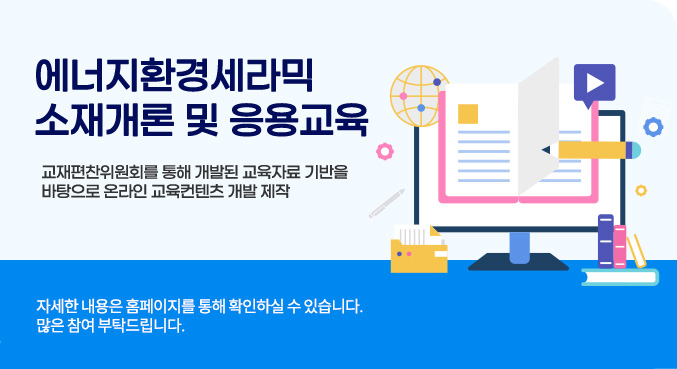 에너지환경세라믹
소재개론 및 응용교육
교재편찬위원회를 통해 개발된 교육자료 기반을
바탕으로 온라인 교육컨텐츠 개발 제작
자세한 내용은 홈페이지를 통해 확인하실 수 있습니다.
많은 참여 부탁드립니다.